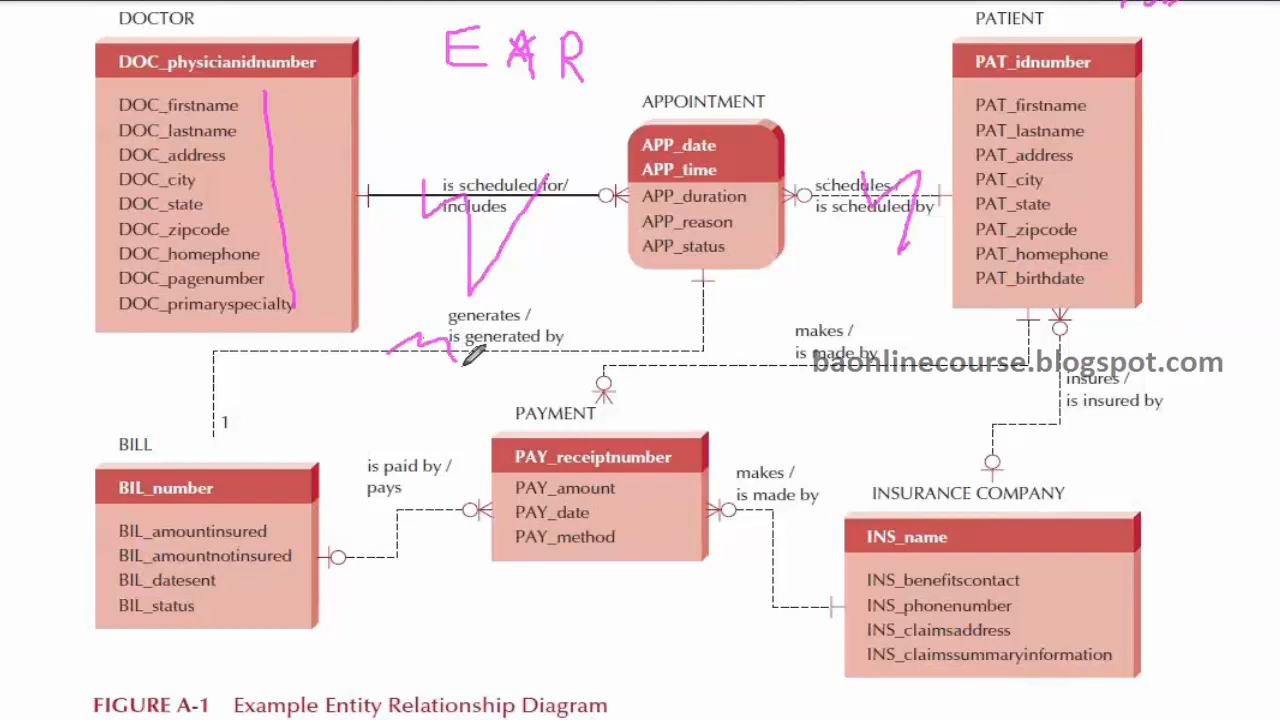 DOCTOR
DOC_physicianidnumber
DOC_firstname
DOC_lastname
DOC_address
DOC_city
DOC_state
DOC_zipcode
DOC_homephone
DOC_pagenumber
DOC_primaryspecialty
E A R
is scheduled for/
includes
APPOINTMENT
APP_date
APP_time
APP_duration
APP_reason
APP_status
schedules/
is scheduled by
PATIENT
PAT_idnumber
PAT_firstname
PAT_lastname
PAT_address
PAT_city
PAT_state
PAT_zipcode
PAT_homephone
PAT_birthdate
generates /
is generated by
makes /
is made by
baonlinecourse.blogspot.com
insures /
is insured by
1
BILL
BIL_number
BIL_amountinsured
BIL_amountnotinsured
BIL_datesent
BIL_status
is paid by /
pays
PAYMENT
PAY_receiptnumber
PAY_amount
PAY_date
PAY_method
makes /
is made by
INSURANCE COMPANY
INS_name
INS_benefitscontact
INS_phonenumber
INS_claimsaddress
INS_claimssummaryinformation
FIGURE A-1 Example Entity Relationship Diagram